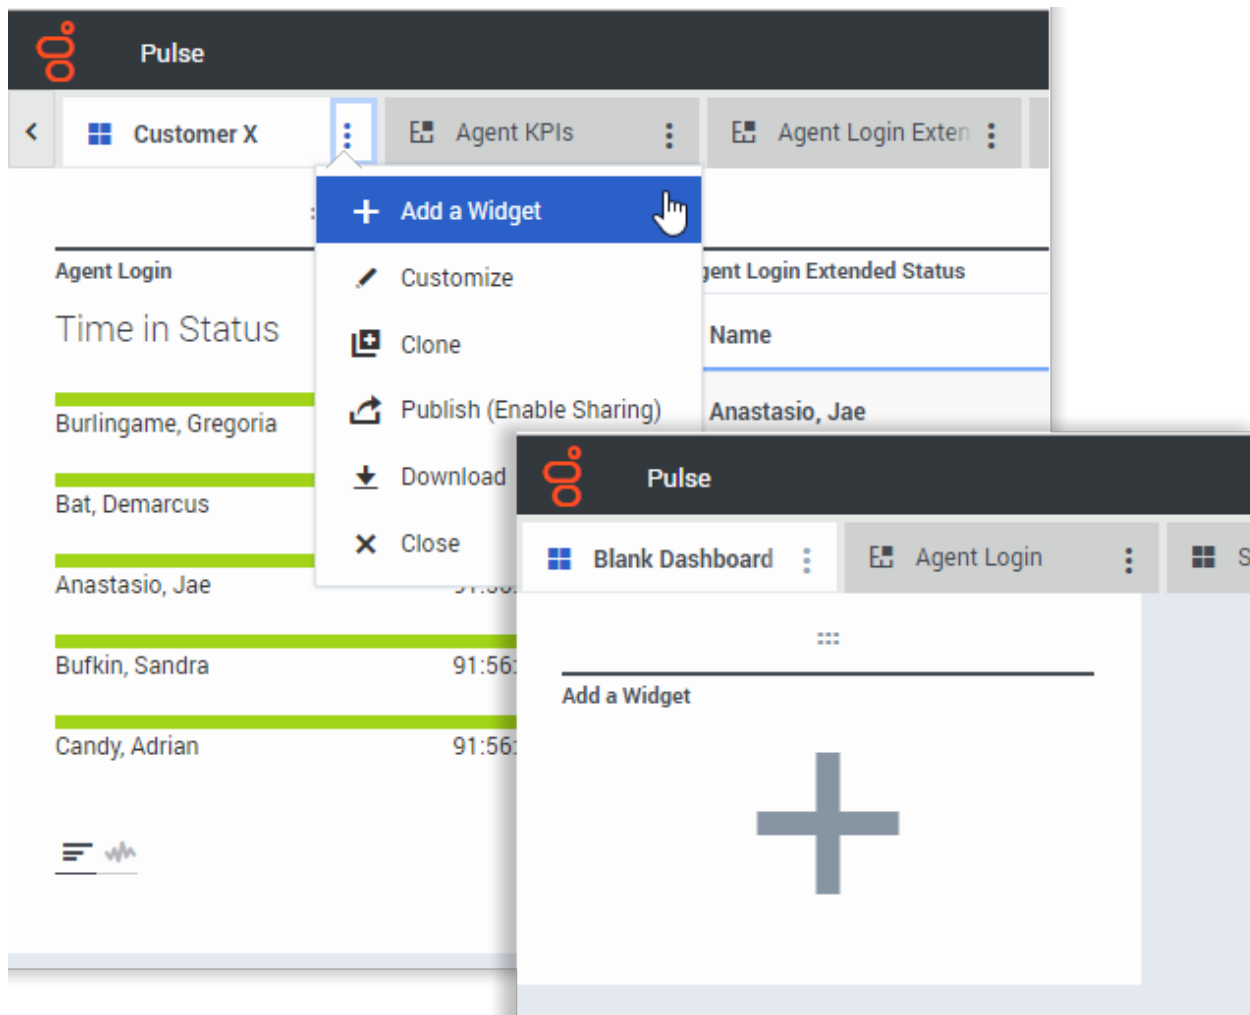 Pulse
Customer X
Agent KPIs
Agent Login Exten
Add a Widget
Customize
Clone
Publish (Enable Sharing)
Download
Close
Agent Login
Time in Status
Burlingame, Gregoria
Bat, Demarcus
Anastasio, Jae
Bufkin, Sandra 91:56:
Candy, Adrian 91:56:
gent Login Extended Status
Name
Anastasio, Jae
Pulse
Blank Dashboard
Agent Login
S
Add a Widget